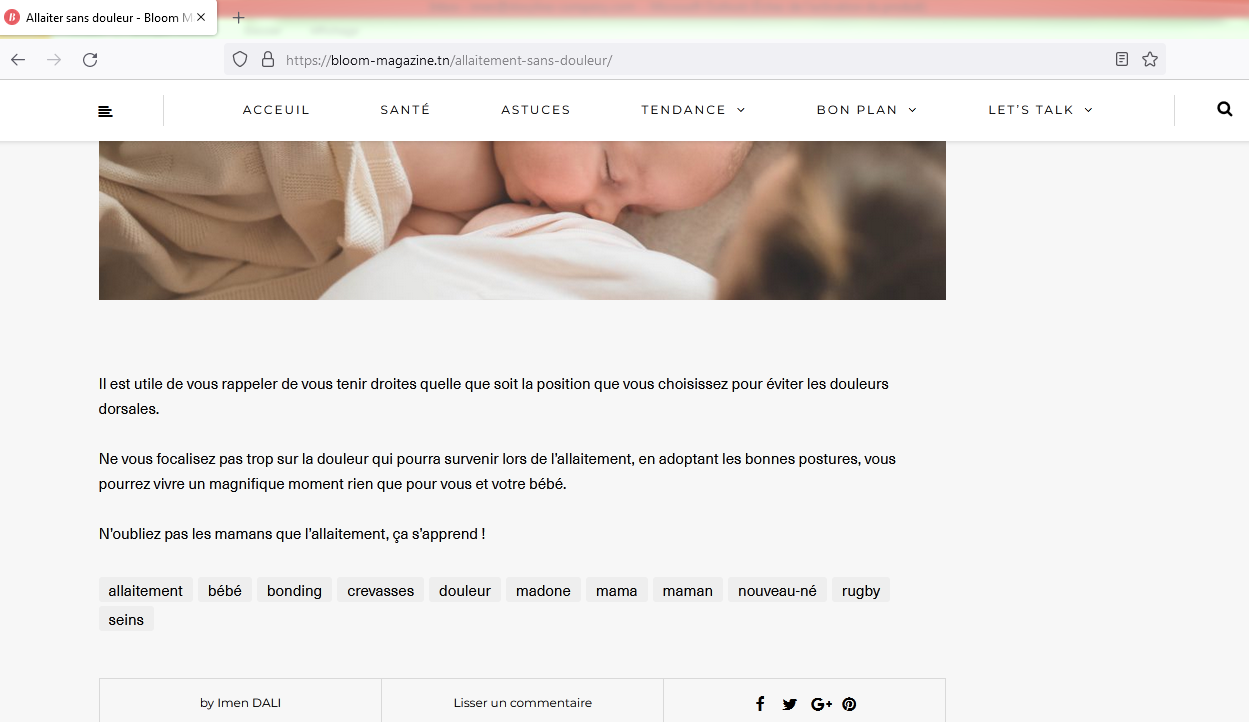 Allaiter sans douleur - Bloom M
https://bloom-magazine.tn/allaitement-sans-douleur/
ACCEUIL SANTÉ ASTUCES TENDANCE BON PLAN LET'S TALK
Il est utile de vous rappeler de vous tenir droites quelle que soit la position que vous choisissez pour éviter les douleurs
dorsales.
Ne vous focalisez pas trop sur la douleur qui pourra survenir lors de l'allaitement, en adoptant les bonnes postures, vous
pourrez vivre un magnifique moment rien que pour vous et votre bébé.
N'oubliez pas les mamans que l'allaitement, ça s'apprend !
allaitement bébé bonding crevasses douleur madone mama maman nouveau-né rugby
seins
by Imen DALI Lisser un commentaire